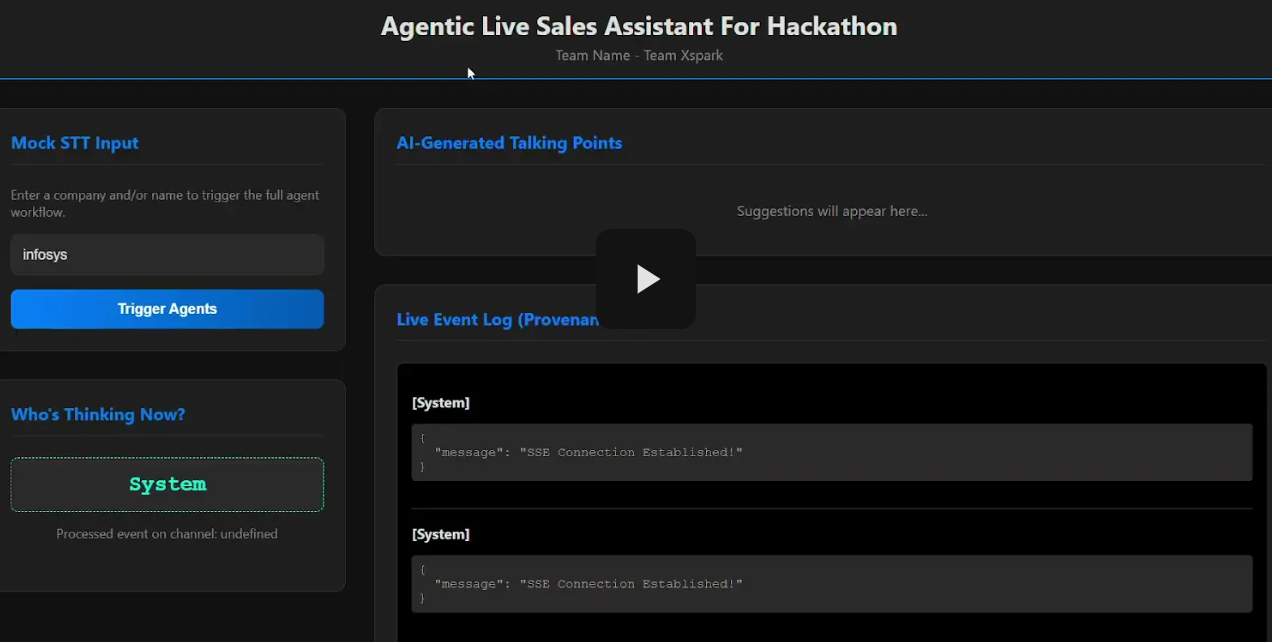 Agentic Live Sales Assistant For Hackathon
Team Name - Team Xspark
Mock STT Input
Enter a company and/or name to trigger the full agent
workflow.
infosys
Trigger Agents
Who's Thinking Now?
System
Processed event on channel: undefined
AI-Generated Talking Points
Suggestions will appear here...
Live Event Log
[System]
{
"message": "SSE Connection Established!"
}
[System]
{
"message": "SSE Connection Established!"
}